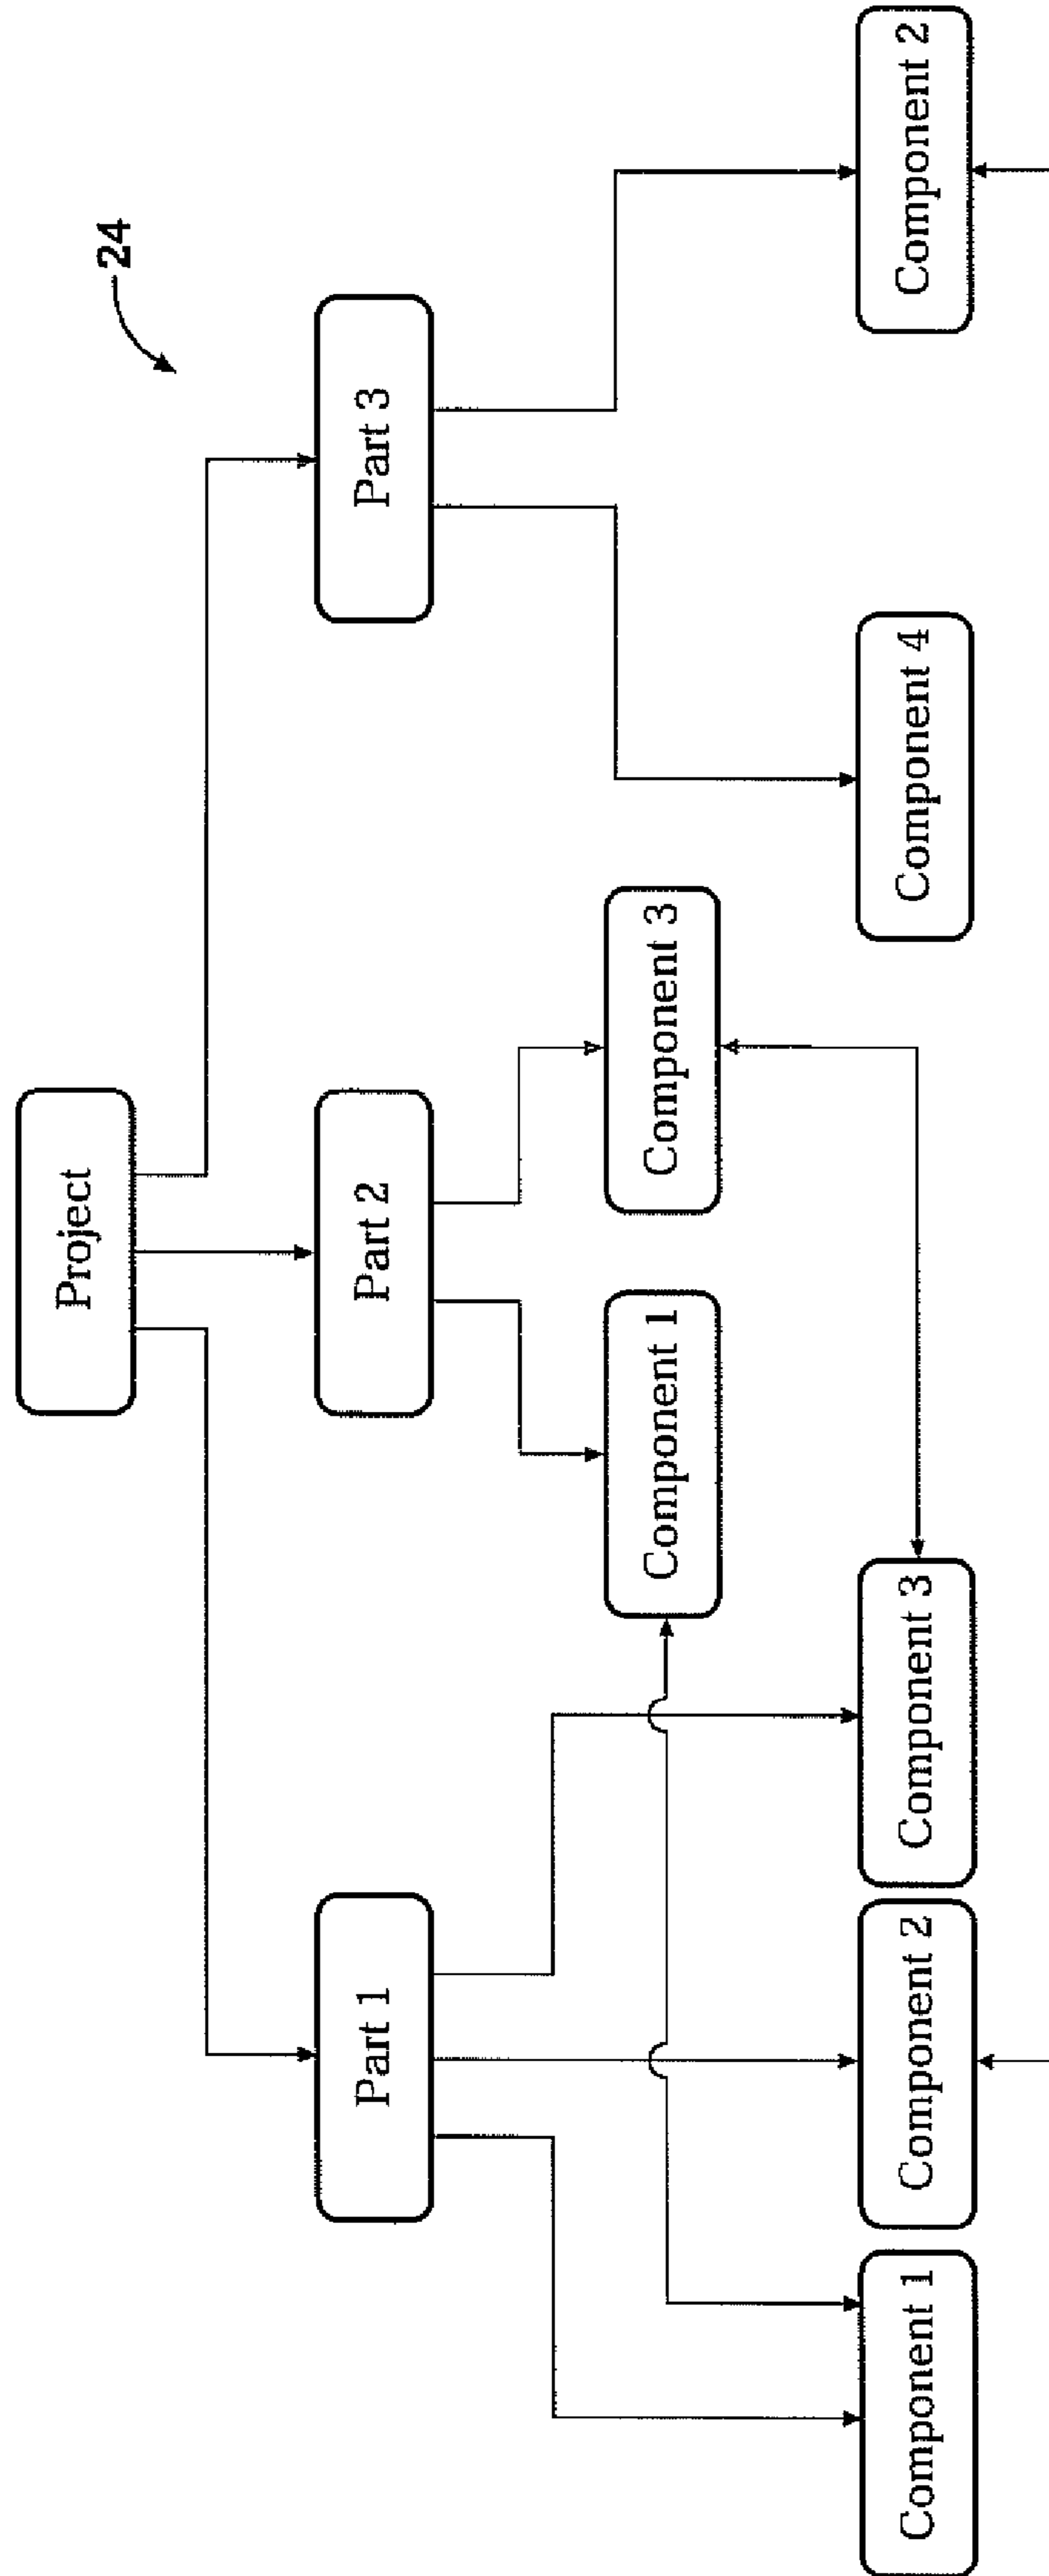 24
Project
Part 1
Part 2
Part 3
Component 1
Component 3
Component 1
Component 2
Component 3
Component 4
Component 2